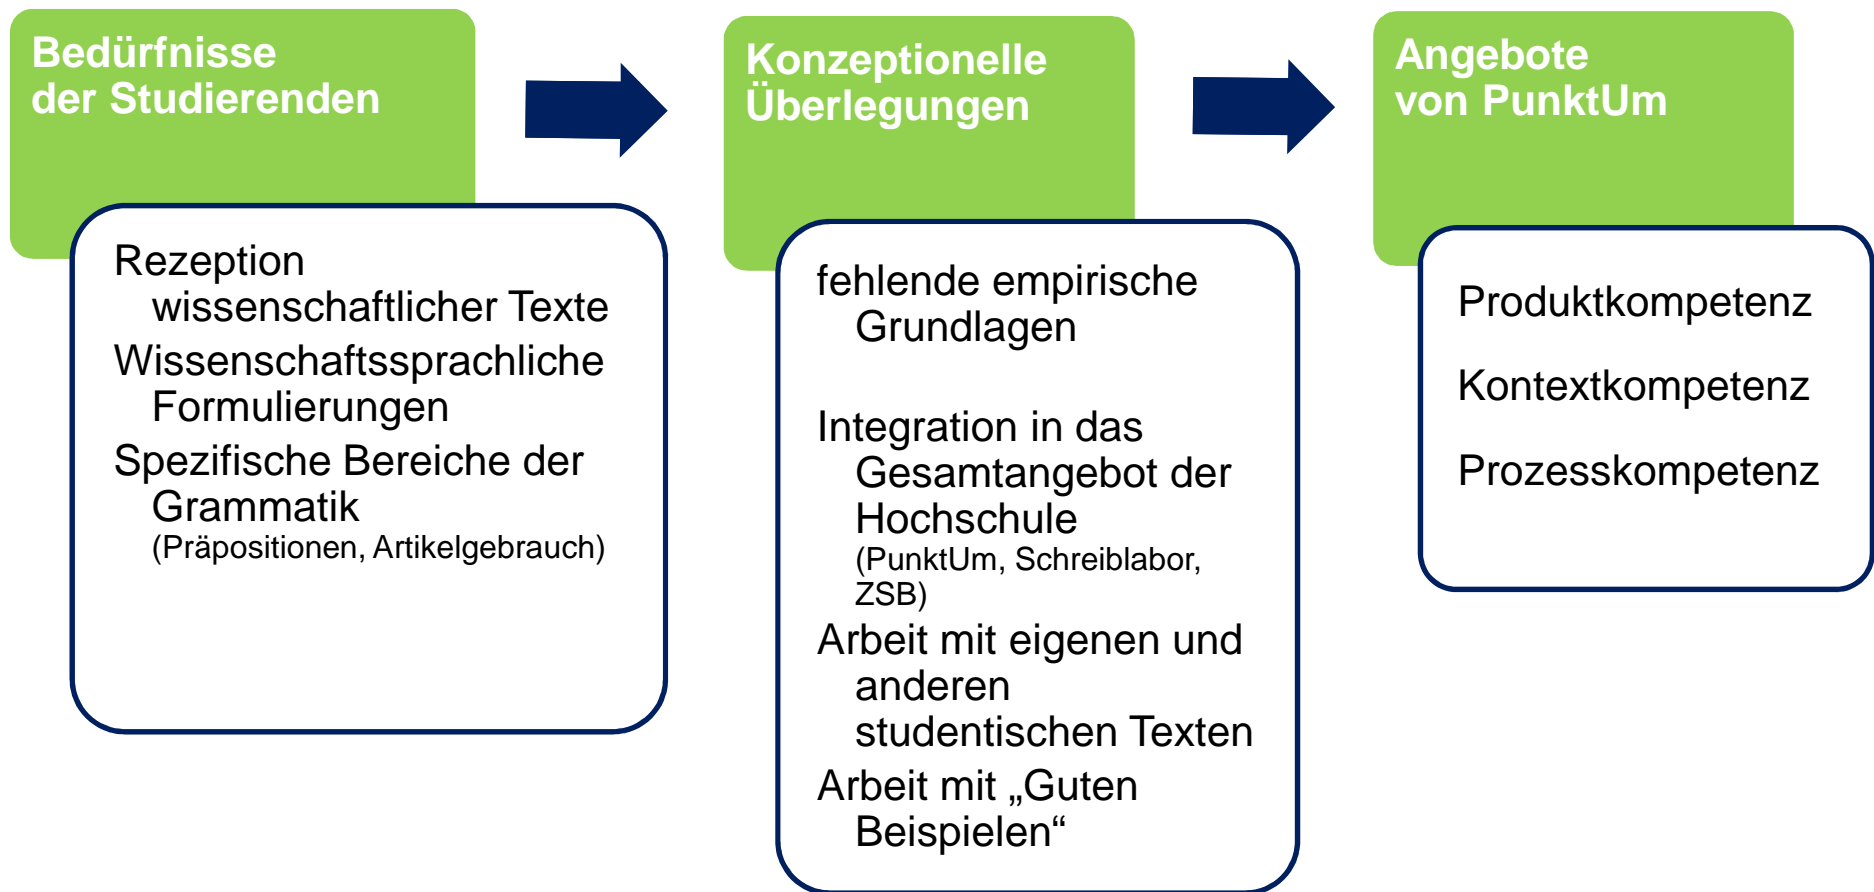 Bedürfnisse
der Studierenden
Rezeption
wissenschaftlicher Texte
Wissenschaftssprachliche
Formulierungen
Spezifische Bereiche der
Grammatik
(Präpositionen, Artikelgebrauch)
Konzeptionelle
Überlegungen
fehlende empirische
Grundlagen
Integration in das
Gesamtangebot der
Hochschule
(PunktUm, Schreiblabor,
ZSB)
Arbeit mit eigenen und
anderen
studentischen Texten
Arbeit mit „Guten
Beispielen“
Angebote
von PunktUm
Produktkompetenz
Kontextkompetenz
Prozesskompetenz